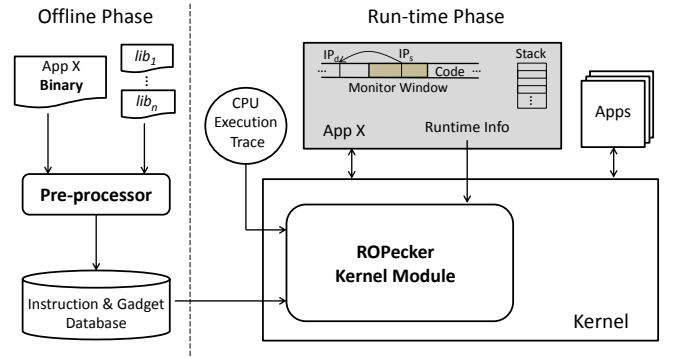 Offline Phase
Run-time Phase
App X
Binary
lib1
libn
Pre-processor
Instruction & Gadget
Database
CPU
Execution
Trace
IPd
IPs
... Code ...
Monitor Window
Stack
App X
Runtime Info
Apps
ROPecker
Kernel Module
Kernel